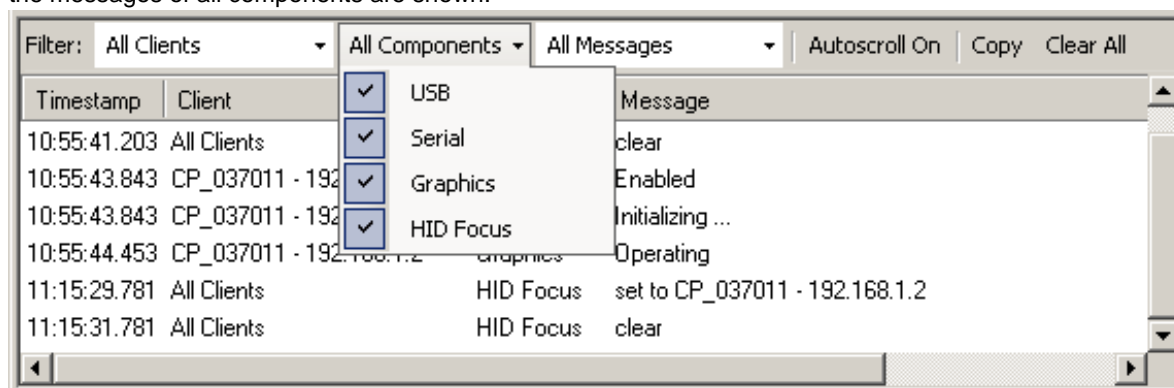 the messages of all components are shown.
Filter: All Clients All Components All Messages Autoscroll On Copy Clear All
Timestamp Client Message
USB
Serial
Graphics
HID Focus
10:55:41.203 All Clients clear
10:55:43.843 CP_037011 - 192 Enabled
10:55:43.843 CP_037011 - 192 Initializing ...
10:55:44.453 CP_037011 - 192.168.1.2 Graphics Operating
11:15:29.781 All Clients HID Focus set to CP_037011 - 192.168.1.2
11:15:31.781 All Clients HID Focus clear